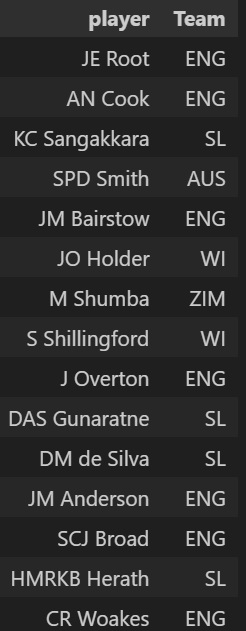 player Team
JE Root ENG
AN Cook ENG
KC Sangakkara SL
SPD Smith AUS
JM Bairstow ENG
JO Holder WI
M Shumba ZIM
S Shillingford WI
J Overton ENG
DAS Gunaratne SL
DM de Silva SL
JM Anderson ENG
SCJ Broad ENG
HMRKB Herath SL
CR Woakes ENG